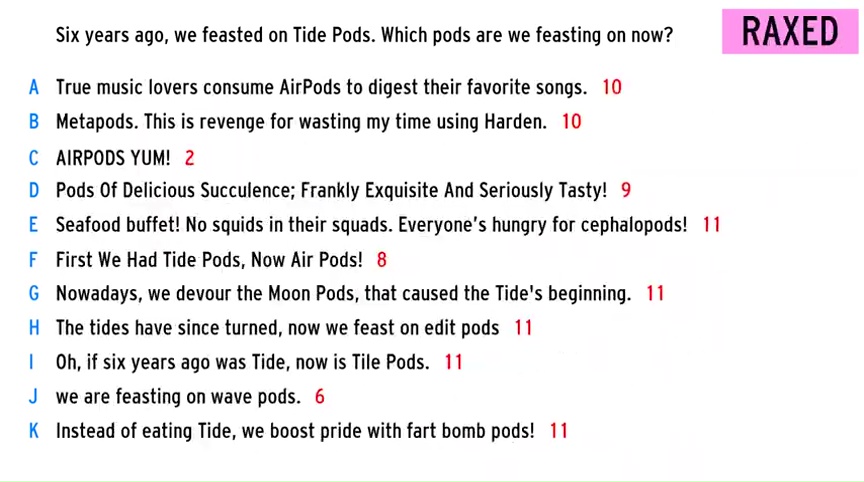 Six years ago, we feasted on Tide Pods. Which pods are we feasting on now?
RAXED
A True music lovers consume AirPods to digest their favorite songs. 10
B Metapods. This is revenge for wasting my time using Harden. 10
C AIRPODS YUM! 2
D Pods Of Delicious Succulence; Frankly Exquisite And Seriously Tasty! 9
E Seafood buffet! No squids in their squads. Everyone's hungry for cephalopods! 11
F First We Had Tide Pods, Now Air Pods! 8
G Nowadays, we devour the Moon Pods, that caused the Tide's beginning. 11
H The tides have since turned, now we feast on edit pods 11
I Oh, if six years ago was Tide, now is Tile Pods. 11
J we are feasting on wave pods. 6
K Instead of eating Tide, we boost pride with fart bomb pods! 11